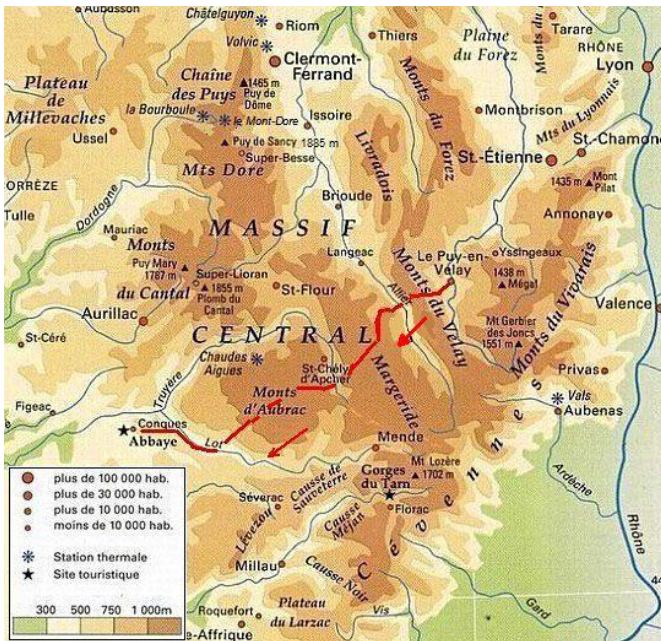 Aubusson
Châtelguyon
Riom
Volvic
Thiers
Plaine
du Forez
Monts du
Tarare
RHÔNE
Lyon
Clermont-
Ferrand
Plateau
de
Millevaches
Chaîne
des Puys
1465 m
Puy de
Dôme
la Bourboule
le Mont-Dore
Issoire
Monts du Forez
Montbrison
Mts du Lyonnais
St-Chamond
Ussel
Puy de Sancy 1885 m
Super-Besse
Mts Dore
Livradois
St-Étienne
1435 m
Mont
Pilat
ORRÈZE
Tulle
Dordogne
Brioude
Annonay
Mauriac
MASSIF
Langeac
Le Puy-en-
Velay
Yssingeaux
Monts
du Cantal
Puy Mary
1787 m
Super-Lioran
1855 m
Plomb du
Cantal
St-Flour
Allier
Monts du Velay
1438 m
Mégal
Monts du Vivarais
Valence
Aurillac
CENTRAL
Mt Gerbier
des Joncs
1551 m
St-Céré
Chaudes
Aigues
St-Chély
d'Apcher
Margeride
Privas
Truyère
Monts
d'Aubrac
Vals
Aubenas
Figeac
Conques
Abbaye
Lot
Mende
Cévennes
Ardèche
Causse de
Sauveterre
Gorges
du Tarn
Mt Lozère
1702 m
Séverac
Florac
Lévezou
Causse
Méjan
Rhône
Millau
Causse Noir
Gard
Roquefort
Plateau
du Larzac
Vis
e-Affrique
44
plus de 100 000 hab.
plus de 30 000 hab.
plus de 10 000 hab.
moins de 10 000 hab.
Station thermale
Site touristique
300 500 750 1 000m